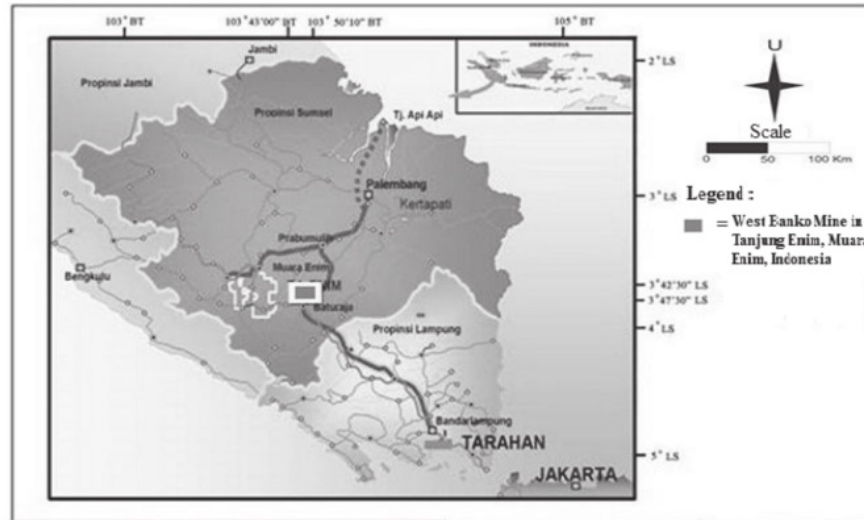 103° BT
103° 43'00" BT
103° 50'10" BT
105° BT
Jambi
INDONESIA
2° LS
U
Propinsi Jambi
Propinsi Sumsel
Tj. Api Api
Scale
0 50 100 Km
Palembang
3° LS
Kertapati
Legend :
= West Banko Mine in
Tanjung Enim, Muara
Enim, Indonesia
Prabumulih
Muara Enim
Bengkulu
3° 42'30" LS
3° 47'30" LS
Baturaja
Propinsi Lampung
4° LS
Bandarlampung
TARAHAN
5° LS
JAKARTA